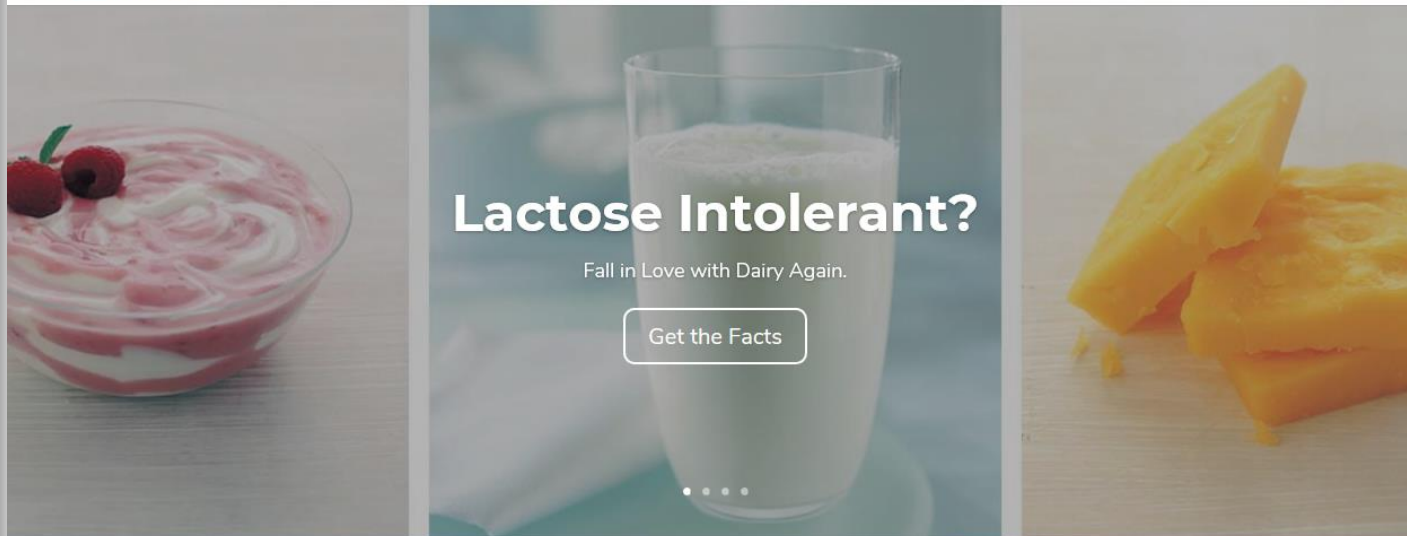 Lactose Intolerant?
Fall in Love with Dairy Again.
Get the Facts